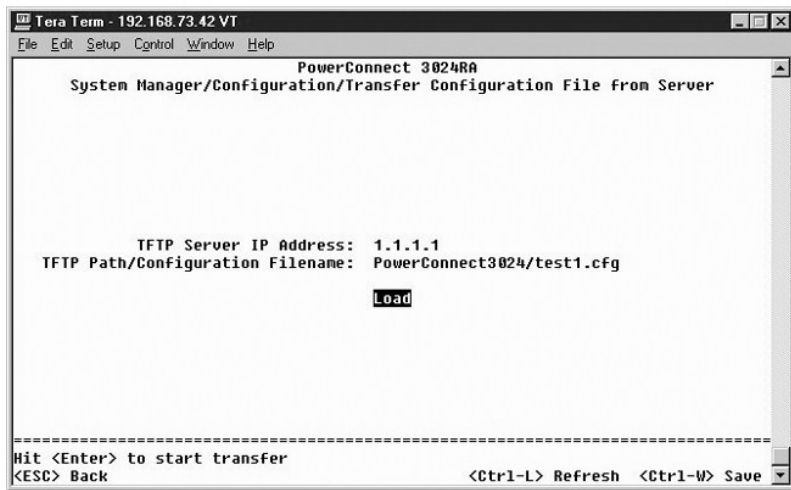 Tera Term - 192.168.73.42 VT
File Edit Setup Control Window Help
PowerConnect 3024RA
System Manager/Configuration/Transfer Configuration File from Server
TFTP Server IP Address: 1.1.1.1
TFTP Path/Configuration Filename: PowerConnect3024/test1.cfg
Load
================================================================================
Hit <Enter> to start transfer
<ESC> Back <Ctrl-L> Refresh <Ctrl-W> Save